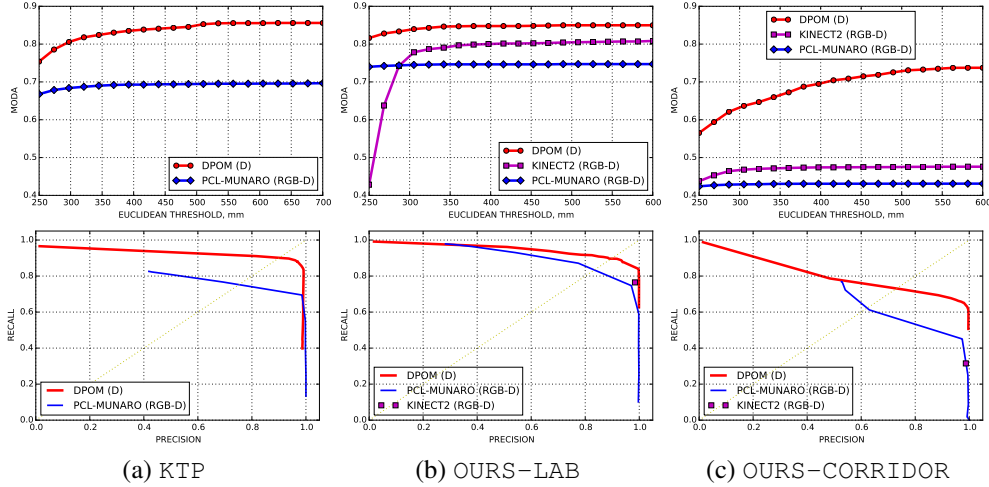 0.9
0.8
0.7
0.6
0.5
0.4
MODA
250 300 350 400 450 500 550 600 650 700
EUCLIDEAN THRESHOLD, mm
DPOM (D)
PCL-MUNARO (RGB-D)
0.9
0.8
0.7
0.6
0.5
0.4
MODA
250 300 350 400 450 500 550 600
EUCLIDEAN THRESHOLD, mm
DPOM (D)
KINECT2 (RGB-D)
PCL-MUNARO (RGB-D)
0.9
0.8
0.7
0.6
0.5
0.4
MODA
250 300 350 400 450 500 550 600
EUCLIDEAN THRESHOLD, mm
DPOM (D)
KINECT2 (RGB-D)
PCL-MUNARO (RGB-D)
1.0
0.8
0.6
0.4
0.2
0.0
RECALL
0.0 0.2 0.4 0.6 0.8 1.0
PRECISION
DPOM (D)
PCL-MUNARO (RGB-D)
1.0
0.8
0.6
0.4
0.2
0.0
RECALL
0.0 0.2 0.4 0.6 0.8 1.0
PRECISION
DPOM (D)
PCL-MUNARO (RGB-D)
KINECT2 (RGB-D)
1.0
0.8
0.6
0.4
0.2
0.0
RECALL
0.0 0.2 0.4 0.6 0.8 1.0
PRECISION
DPOM (D)
PCL-MUNARO (RGB-D)
KINECT2 (RGB-D)
(a) KTP
(b) OURS-LAB
(c) OURS-CORRIDOR